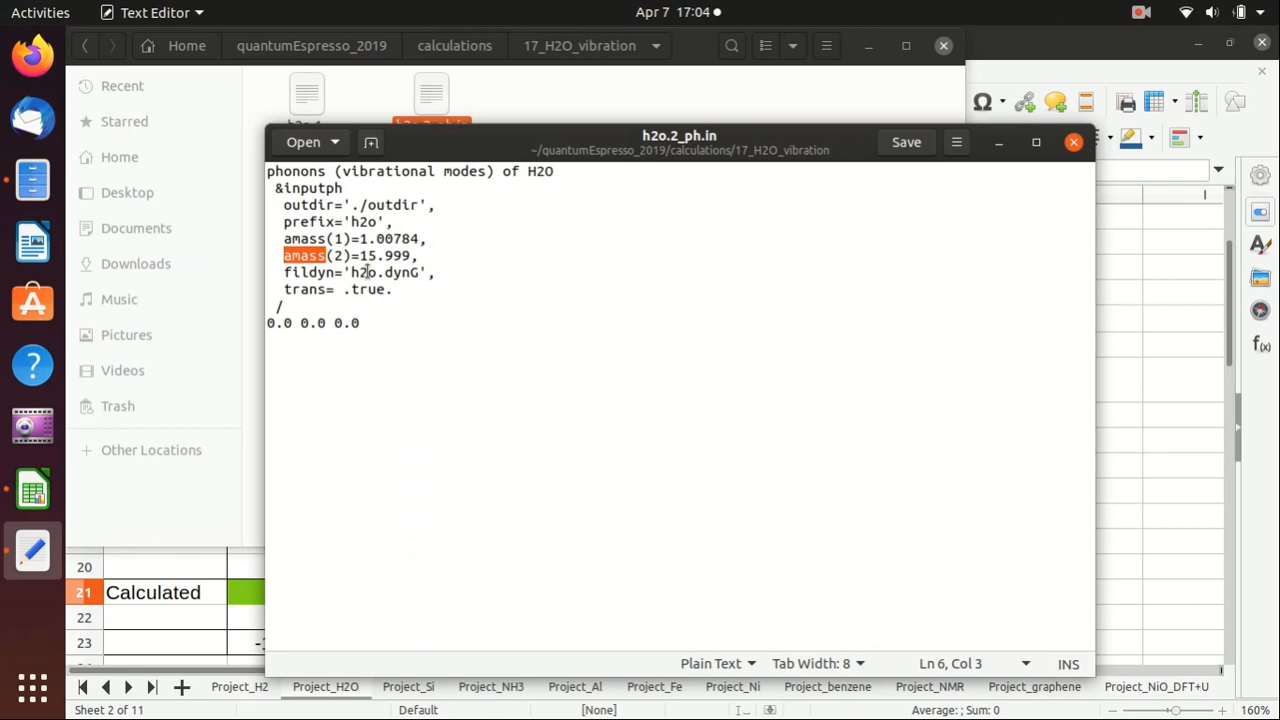 Activities
Text Editor
Apr 7 17:04
Home
quantumEspresso_2019
calculations
17_H2O_vibration
Recent
Starred
Home
Desktop
Documents
Downloads
Music
Pictures
Videos
Trash
Other Locations
Open
h2o.2_ph.in
~/quantumEspresso_2019/calculations/17_H2O_vibration
Save
phonons (vibrational modes) of H2O
&inputph
outdir='./outdir',
prefix='h2o',
amass(1)=1.00784,
amass(2)=15.999,
fildyn='h2o.dynG',
trans= .true.
/
0.0 0.0 0.0
Plain Text
Tab Width: 8
Ln 6, Col 3
INS
I
f(x)
20
21 Calculated
22
23
Project_H2 Project_H2O Project_Si Project_NH3 Project_Al Project_Fe Project_Ni Project_benzene Project_NMR Project_graphene Project_NiO_DFT+U
Sheet 2 of 11
Default
[None]
Average: ; Sum: 0
160%